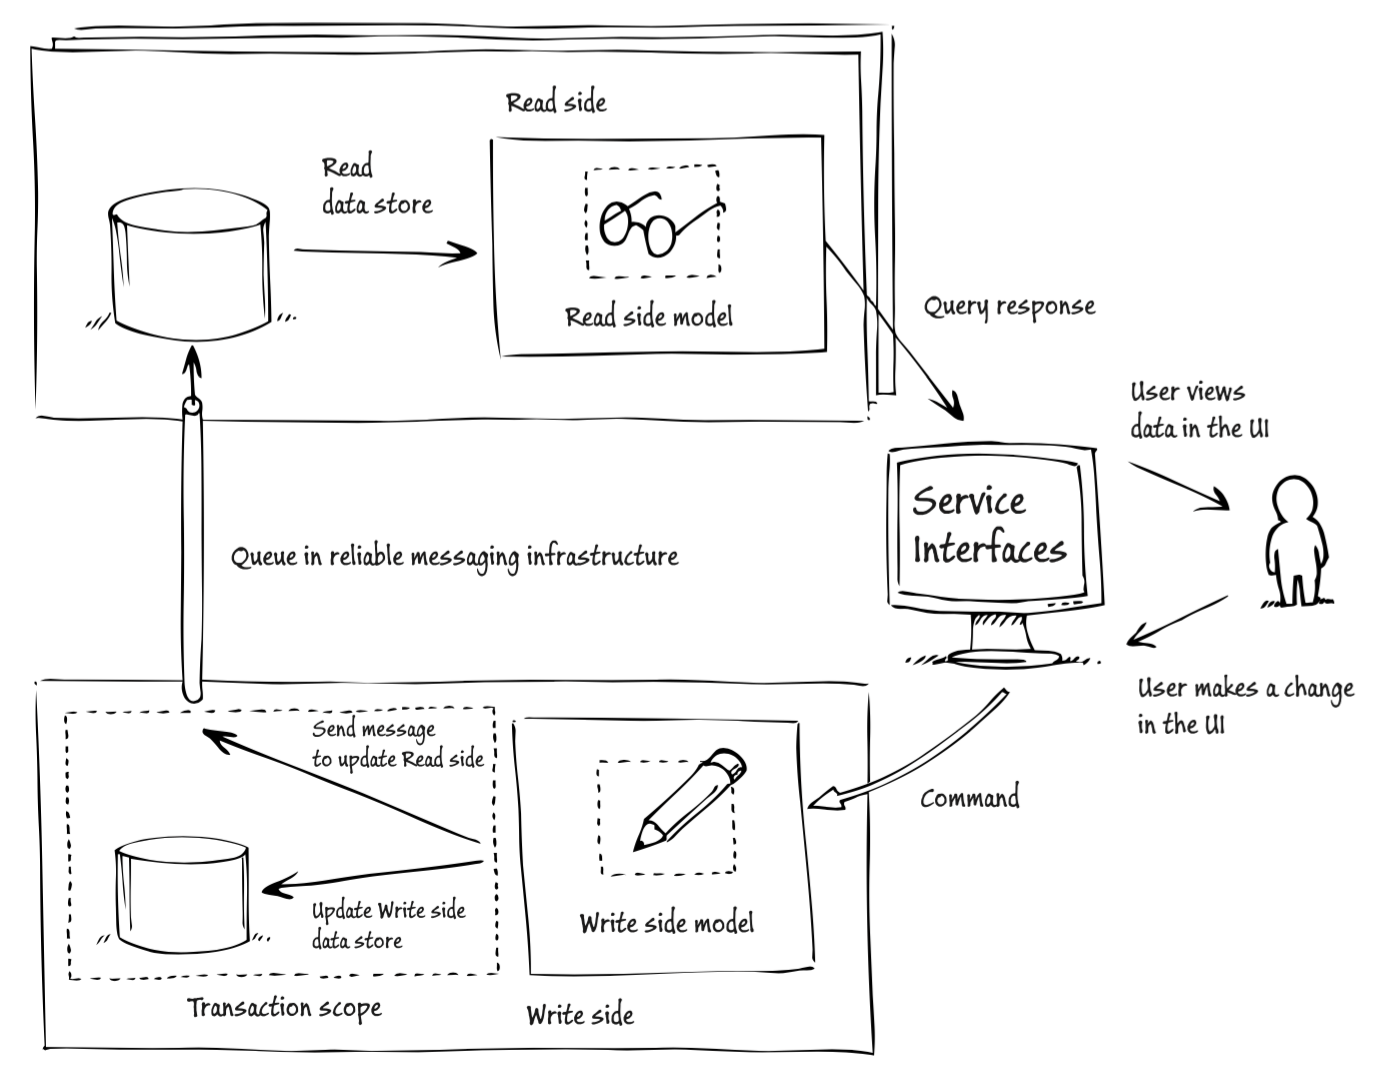 Read side
Read
data store
Read side model
Query response
User views
data in the UI
Service
Interfaces
Queue in reliable messaging infrastructure
User makes a change
in the UI
Send message
to update Read side
Command
Update Write side
data store
Write side model
Transaction scope
Write side